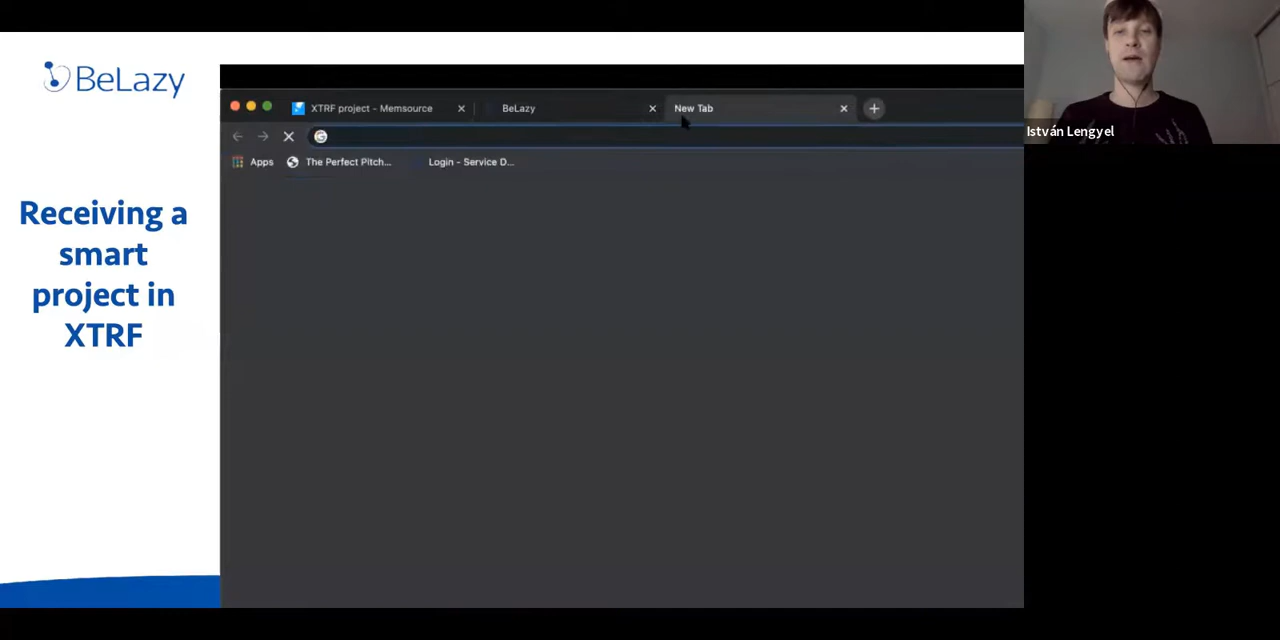 BeLazy
Receiving a
smart
project in
XTRF
XTRF project - Memsource
BeLazy
New Tab
Apps
The Perfect Pitch...
Login - Service D...
István Lengyel